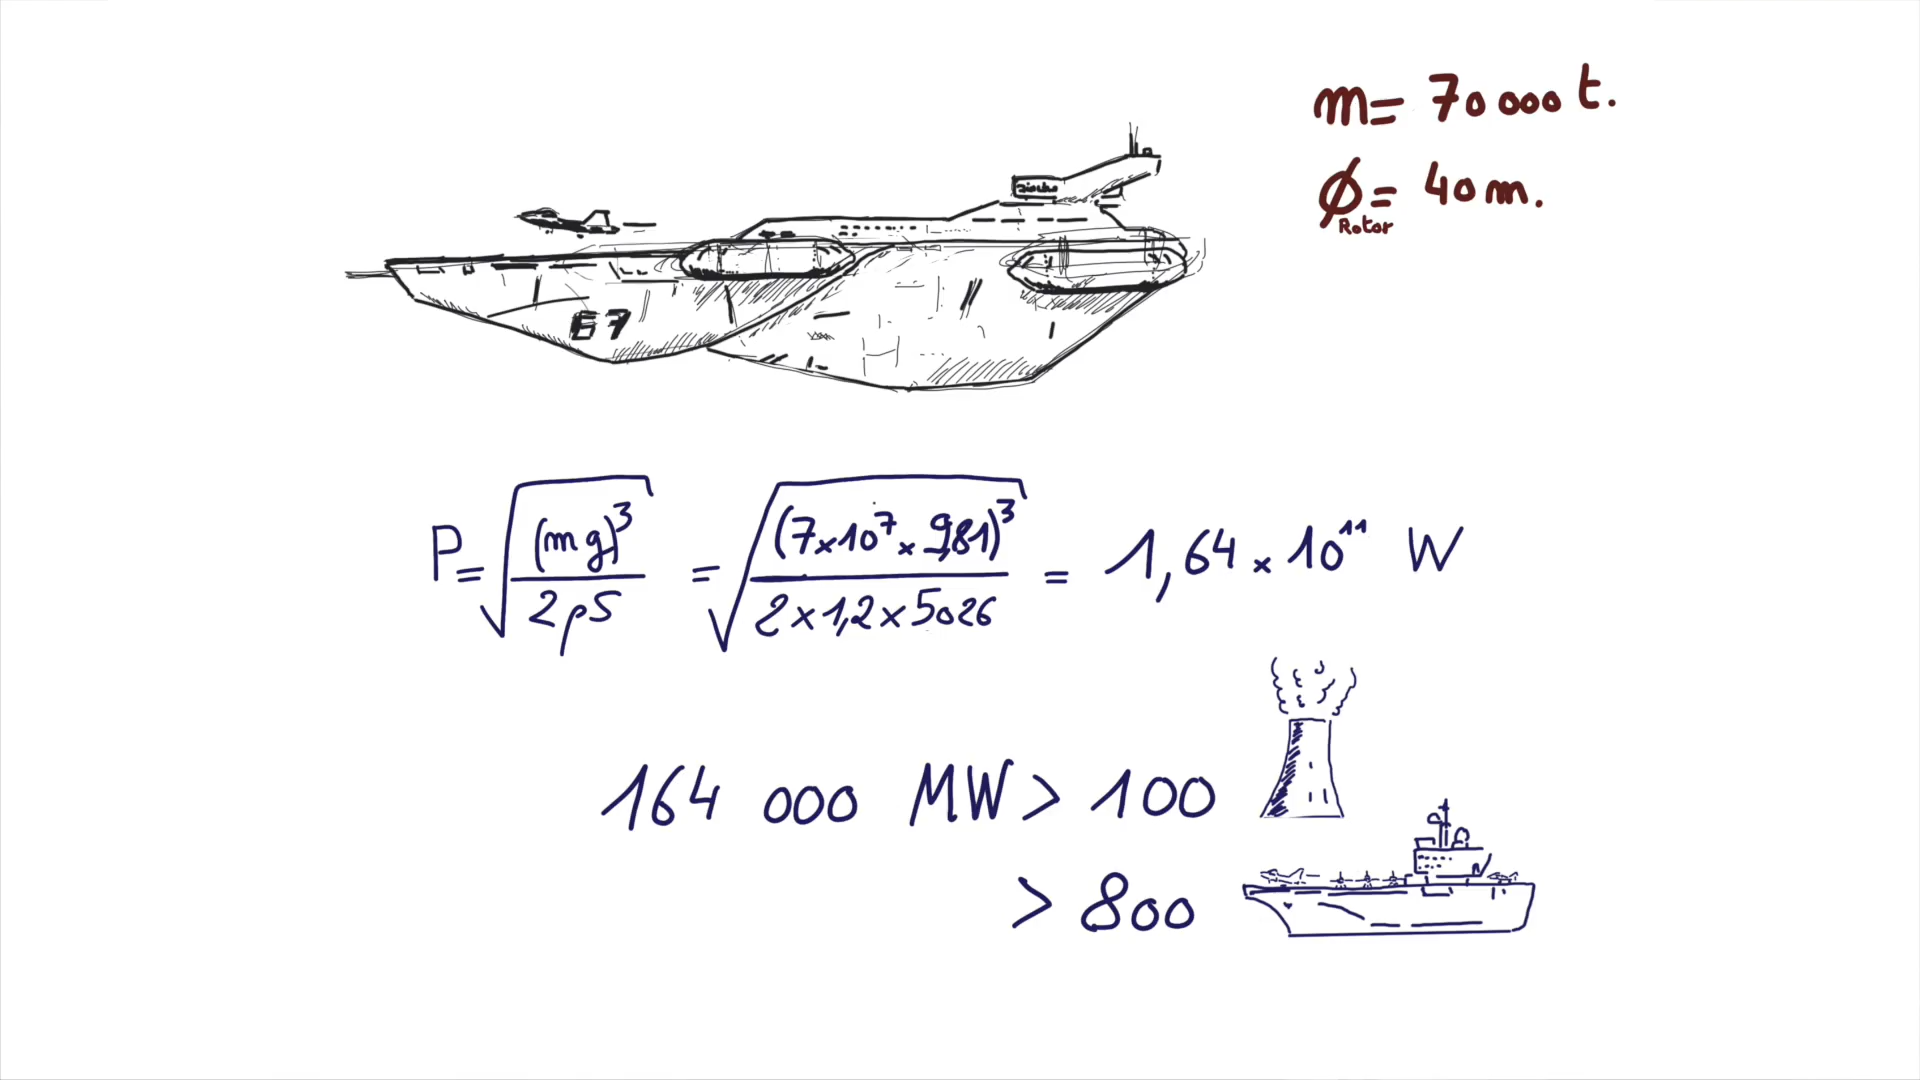 m= 70 000 t.
ϕ= 40 m.
Rotor
67
P= √((mg)³ / 2ρS) = √((7×10⁷ × 9,81)³ / 2×1,2×5026) = 1,64 × 10¹¹ W
164 000 MW > 100
> 800